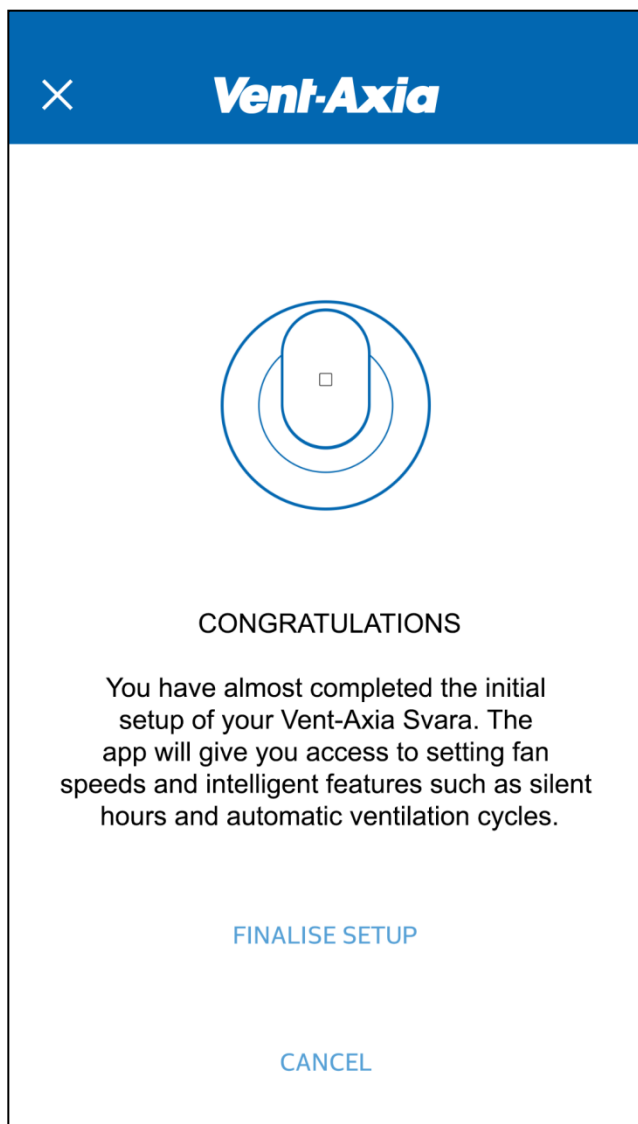 Vent-Axia
CONGRATULATIONS
You have almost completed the initial
setup of your Vent-Axia Svara. The
app will give you access to setting fan
speeds and intelligent features such as silent
hours and automatic ventilation cycles.
FINALISE SETUP
CANCEL